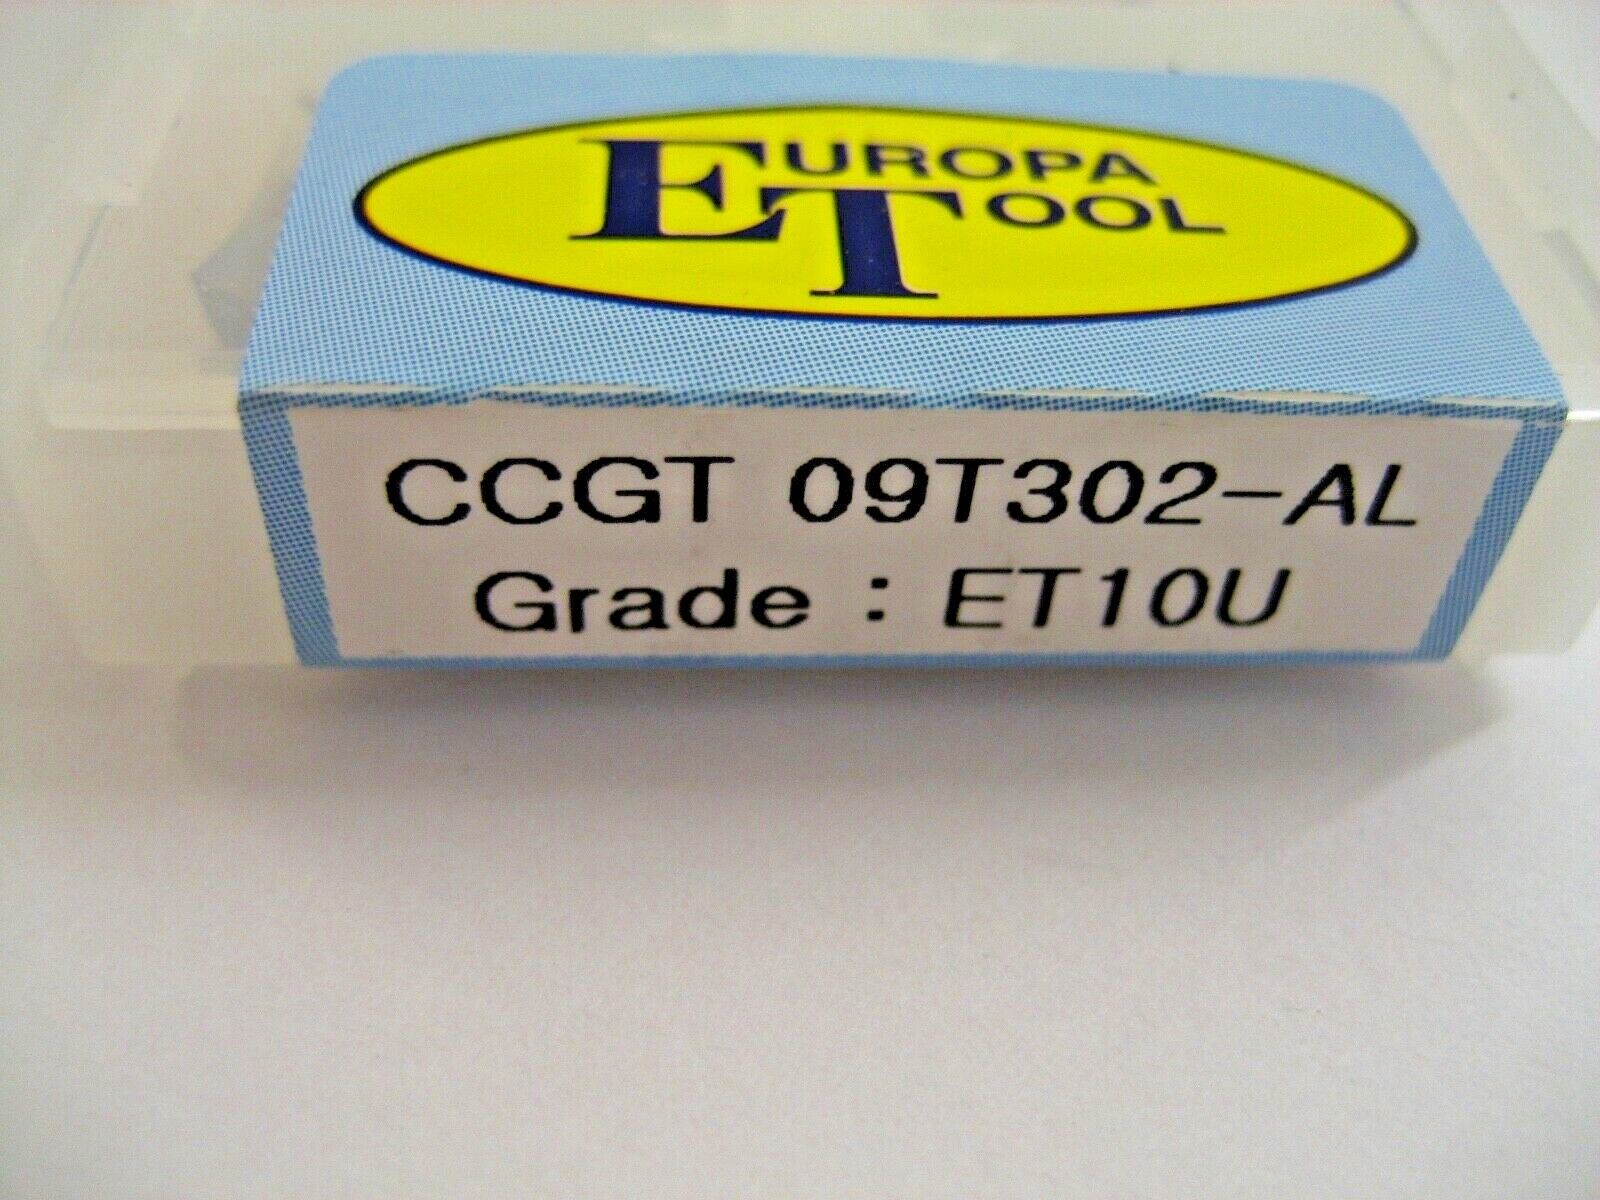 EUROPA
TOOL
CCGT 09T302-AL
Grade : ET10U